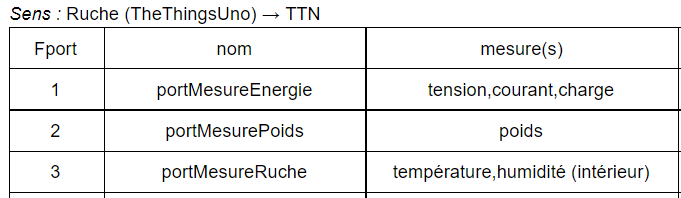 Sens : Ruche (TheThingsUno) → TTN
Fport nom mesure(s)
1 portMesureEnergie tension,courant,charge
2 portMesurePoids poids
3 portMesureRuche température,humidité (intérieur)